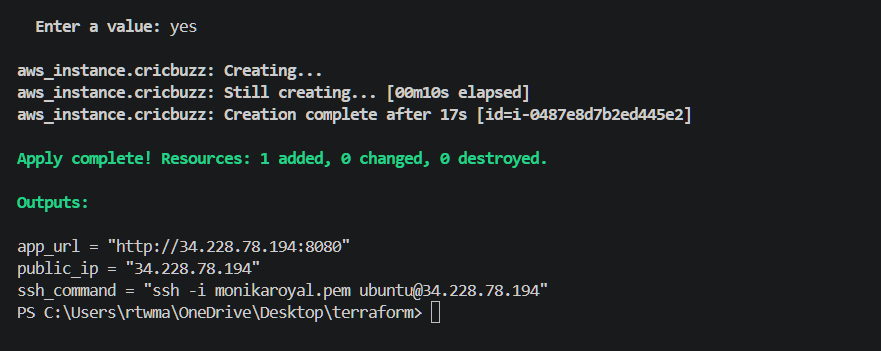 Enter a value: yes
aws_instance.cricbuzz: Creating...
aws_instance.cricbuzz: Still creating... [00m10s elapsed]
aws_instance.cricbuzz: Creation complete after 17s [id=i-0487e8d7b2ed445e2]
Apply complete! Resources: 1 added, 0 changed, 0 destroyed.
Outputs:
app_url = "http://34.228.78.194:8080"
public_ip = "34.228.78.194"
ssh_command = "ssh -i monikaroyal.pem ubuntu@34.228.78.194"
PS C:\Users\rtwma\OneDrive\Desktop\terraform>